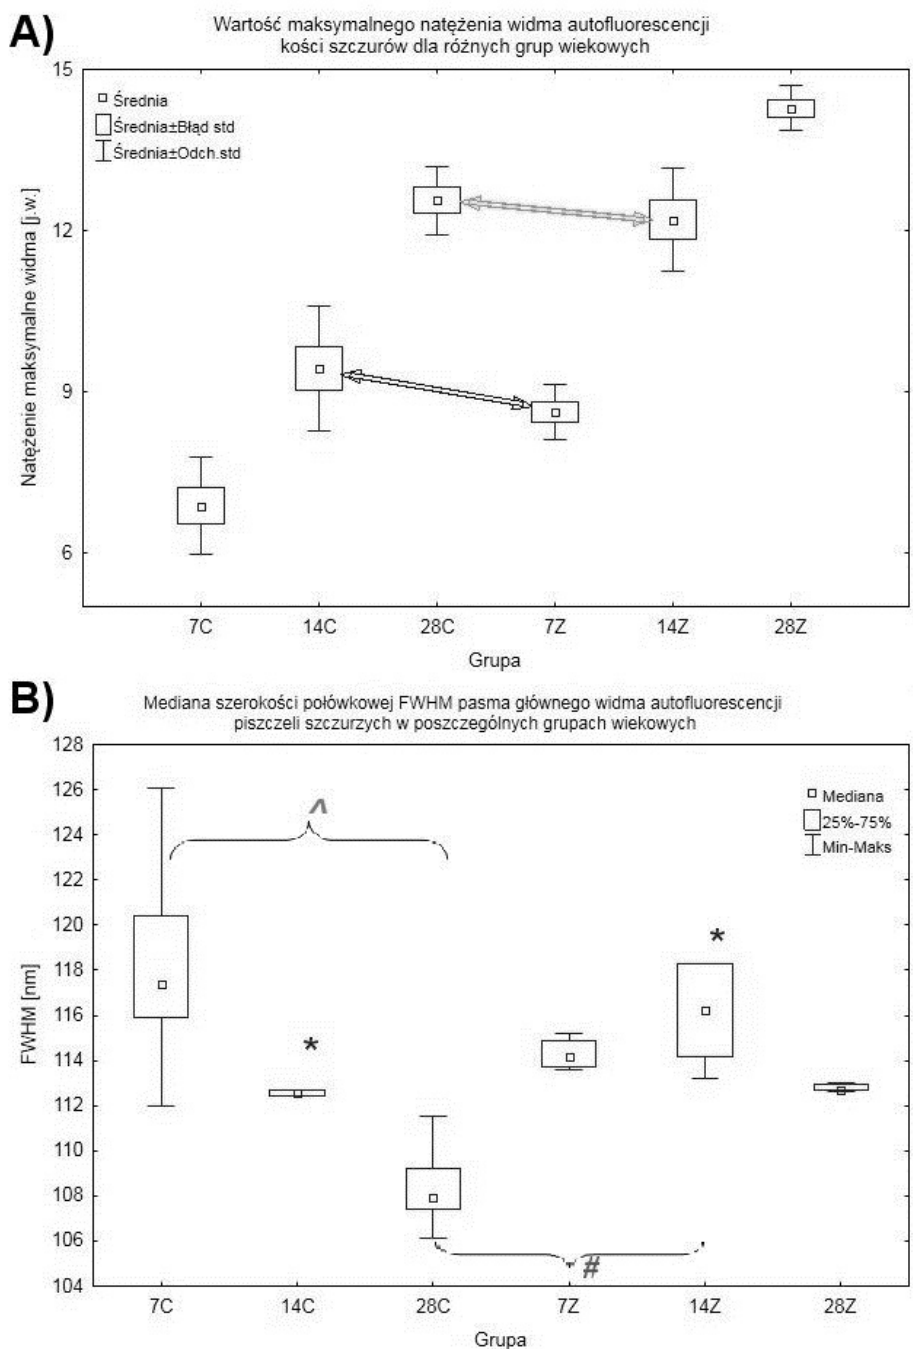 A)
Wartość maksymalnego natężenia widma autofluorescencji
kości szczurów dla różnych grup wiekowych
15
12
9
6
Natężenie maksymalne widma [j.w.]
Średnia
Średnia±Błąd std
Średnia±Odch.std
7C 14C 28C 7Z 14Z 28Z
Grupa
B)
Mediana szerokości połówkowej FWHM pasma głównego widma autofluorescencji
piszczeli szczurzych w poszczególnych grupach wiekowych
128
126
124
122
120
118
116
114
112
110
108
106
104
FWHM [nm]
Mediana
25%-75%
Min-Maks
^
*
*
#
7C 14C 28C 7Z 14Z 28Z
Grupa